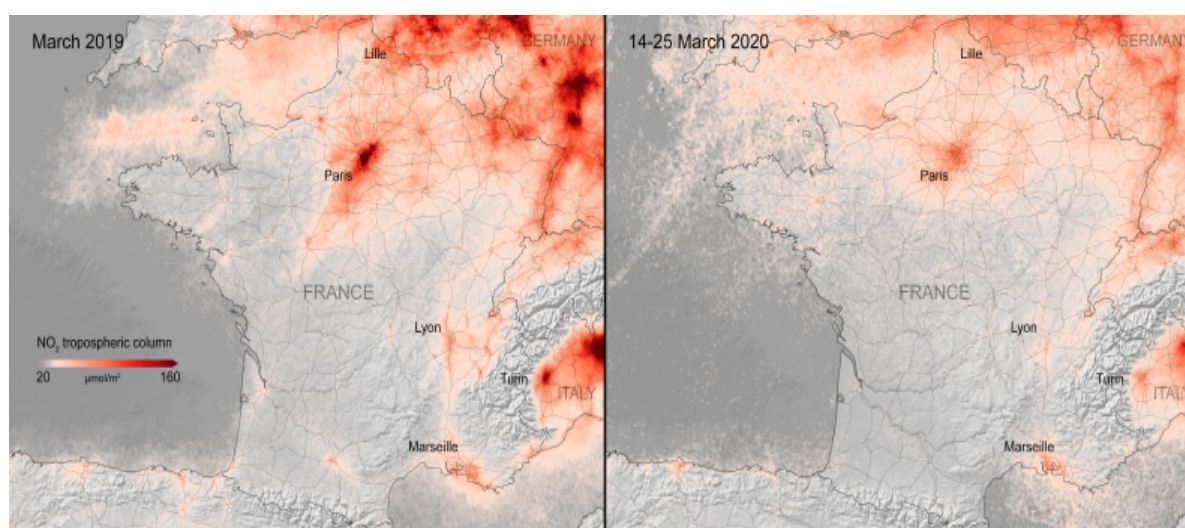 March 2019
GERMANY
Lille
Paris
FRANCE
Lyon
NO₂ tropospheric column
20 µmol/m² 160
Turin
ITALY
Marseille
14-25 March 2020
GERMANY
Lille
Paris
FRANCE
Lyon
Turin
ITALY
Marseille